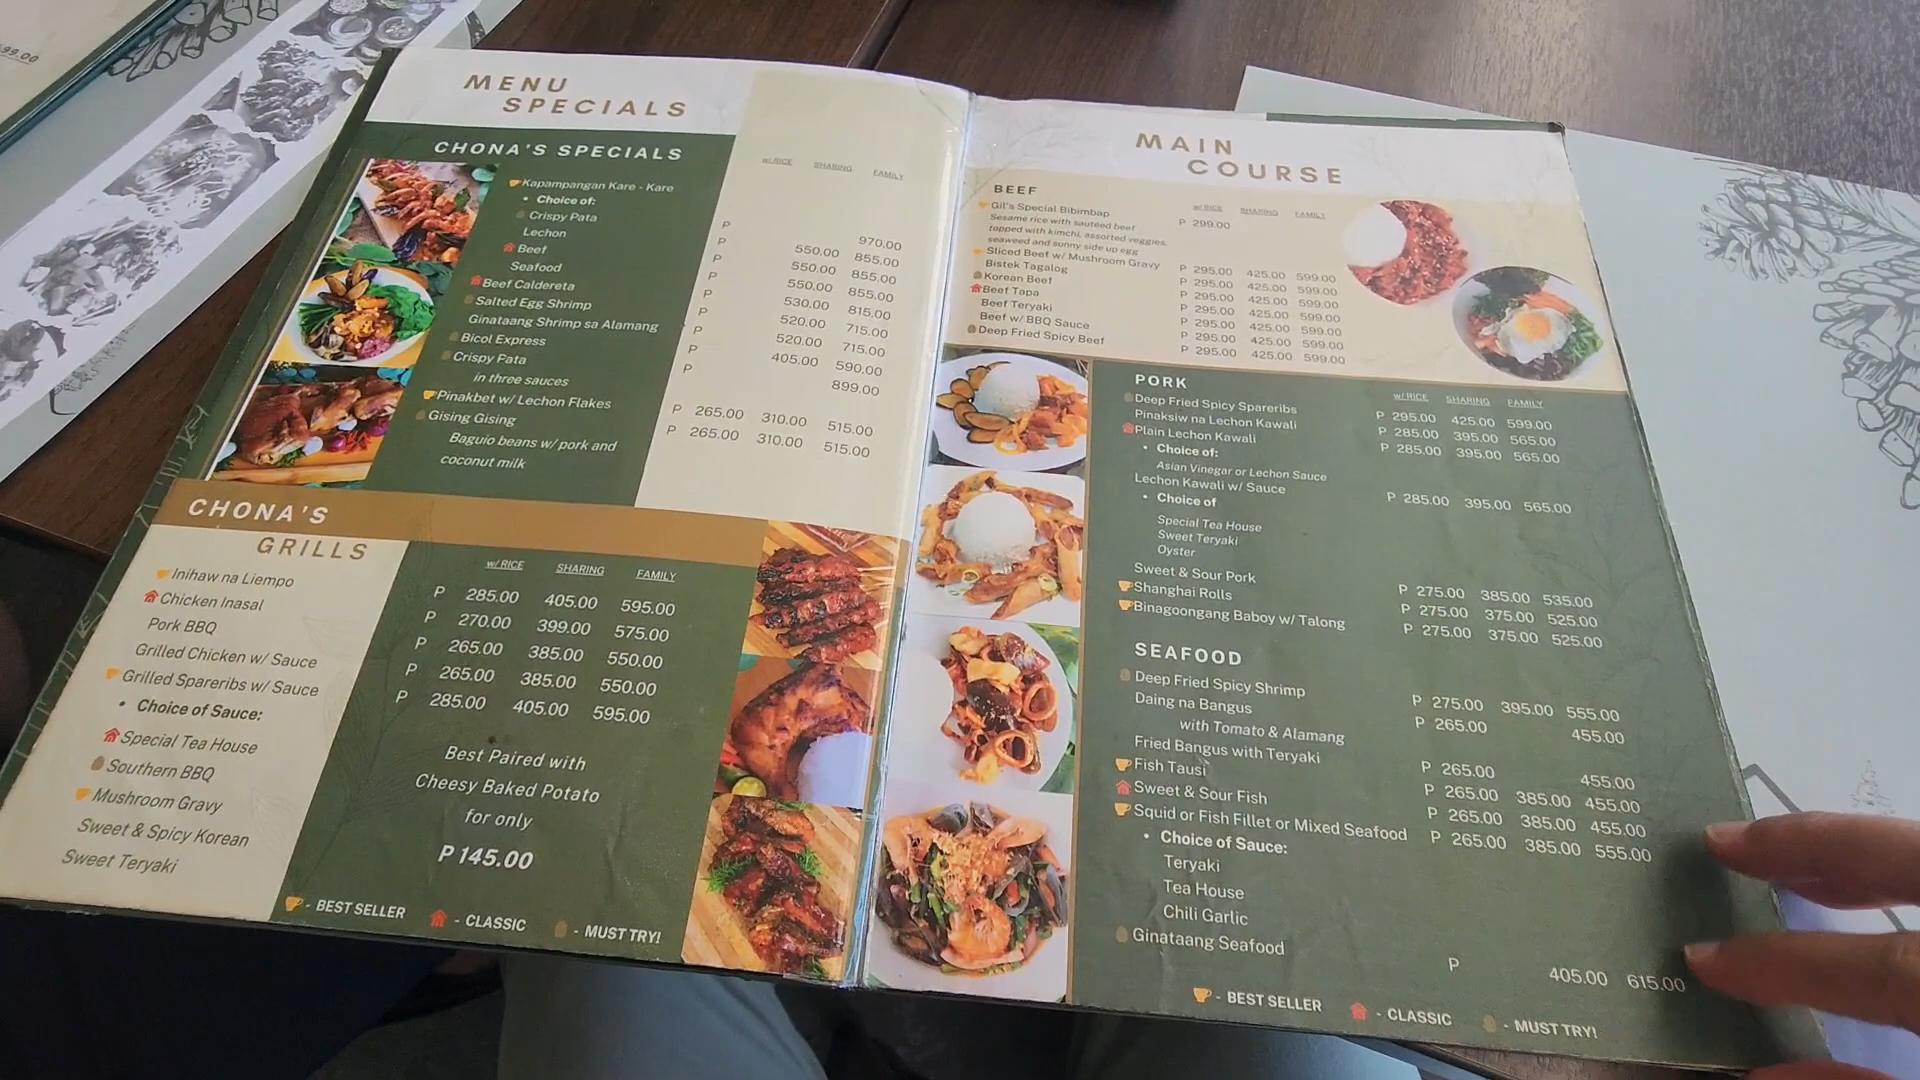 99.00
MENU
SPECIALS
CHONA'S SPECIALS
w/ RICE SHARING FAMILY
Kapampangan Kare - Kare
• Choice of:
Crispy Pata P 970.00
Lechon P 550.00 855.00
Beef P 550.00 855.00
Seafood P 550.00 855.00
Beef Caldereta P 530.00 815.00
Salted Egg Shrimp P 520.00 715.00
Ginataang Shrimp sa Alamang P 520.00 715.00
Bicol Express P 405.00 590.00
Crispy Pata P 899.00
in three sauces
Pinakbet w/ Lechon Flakes P 265.00 310.00 515.00
Gising Gising P 265.00 310.00 515.00
Baguio beans w/ pork and
coconut milk
CHONA'S
GRILLS
w/ RICE SHARING FAMILY
Inihaw na Liempo P 285.00 405.00 595.00
Chicken Inasal P 270.00 399.00 575.00
Pork BBQ P 265.00 385.00 550.00
Grilled Chicken w/ Sauce P 265.00 385.00 550.00
Grilled Spareribs w/ Sauce P 285.00 405.00 595.00
• Choice of Sauce:
Special Tea House
Southern BBQ
Mushroom Gravy
Sweet & Spicy Korean
Sweet Teryaki
Best Paired with
Cheesy Baked Potato
for only
P 145.00
- BEST SELLER - CLASSIC - MUST TRY!
MAIN
COURSE
BEEF
w/ RICE SHARING FAMILY
Gil's Special Bibimbap P 299.00
Sesame rice with sauteed beef
topped with kimchi, assorted veggies,
seaweed and sunny side up egg
Sliced Beef w/ Mushroom Gravy P 295.00 425.00 599.00
Bistek Tagalog P 295.00 425.00 599.00
Korean Beef P 295.00 425.00 599.00
Beef Tapa P 295.00 425.00 599.00
Beef Teryaki P 295.00 425.00 599.00
Beef w/ BBQ Sauce P 295.00 425.00 599.00
Deep Fried Spicy Beef P 295.00 425.00 599.00
PORK
w/ RICE SHARING FAMILY
Deep Fried Spicy Spareribs P 295.00 425.00 599.00
Pinaksiw na Lechon Kawali P 285.00 395.00 565.00
Plain Lechon Kawali P 285.00 395.00 565.00
• Choice of:
Asian Vinegar or Lechon Sauce
Lechon Kawali w/ Sauce P 285.00 395.00 565.00
• Choice of
Special Tea House
Sweet Teryaki
Oyster
Sweet & Sour Pork P 275.00 385.00 535.00
Shanghai Rolls P 275.00 375.00 525.00
Binagoongang Baboy w/ Talong P 275.00 375.00 525.00
SEAFOOD
Deep Fried Spicy Shrimp P 275.00 395.00 555.00
Daing na Bangus P 265.00 455.00
with Tomato & Alamang
Fried Bangus with Teryaki P 265.00 455.00
Fish Tausi P 265.00 385.00 455.00
Sweet & Sour Fish P 265.00 385.00 455.00
Squid or Fish Fillet or Mixed Seafood P 265.00 385.00 555.00
• Choice of Sauce:
Teryaki
Tea House
Chili Garlic
Ginataang Seafood P 405.00 615.00
- BEST SELLER - CLASSIC - MUST TRY!